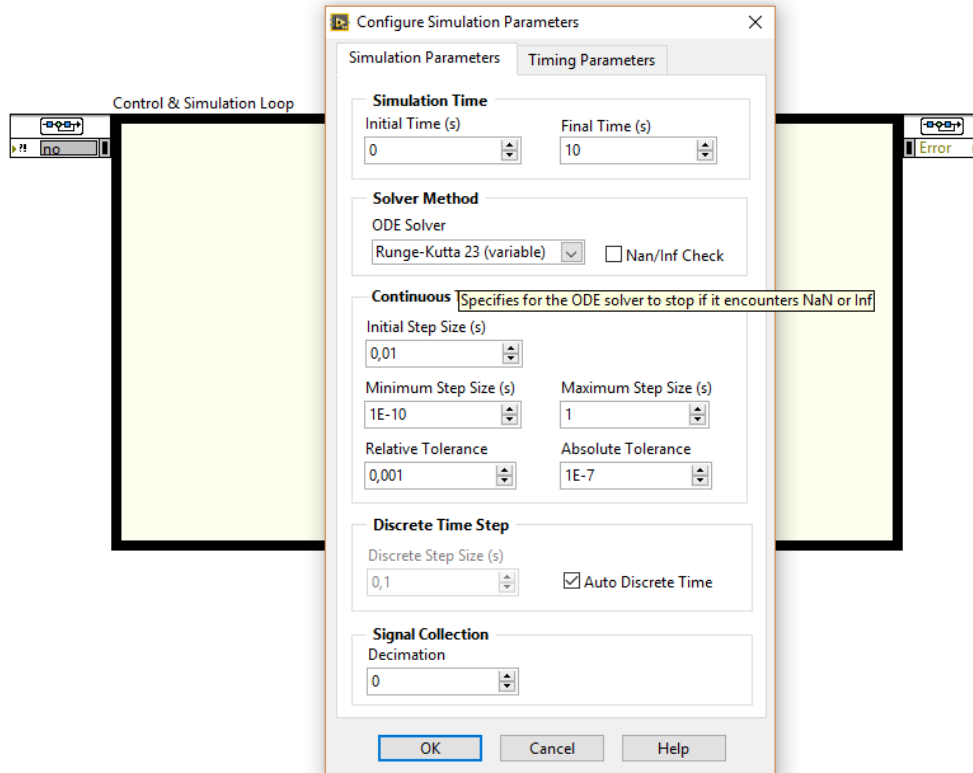 Configure Simulation Parameters
Simulation Parameters
Timing Parameters
Control & Simulation Loop
Simulation Time
Initial Time (s)
Final Time (s)
0
10
?!
no
Error
Solver Method
ODE Solver
Runge-Kutta 23 (variable)
Nan/Inf Check
Continuous
Specifies for the ODE solver to stop if it encounters NaN or Inf
Initial Step Size (s)
0,01
Minimum Step Size (s)
Maximum Step Size (s)
1E-10
1
Relative Tolerance
Absolute Tolerance
0,001
1E-7
Discrete Time Step
Discrete Step Size (s)
0,1
Auto Discrete Time
Signal Collection
Decimation
0
OK
Cancel
Help